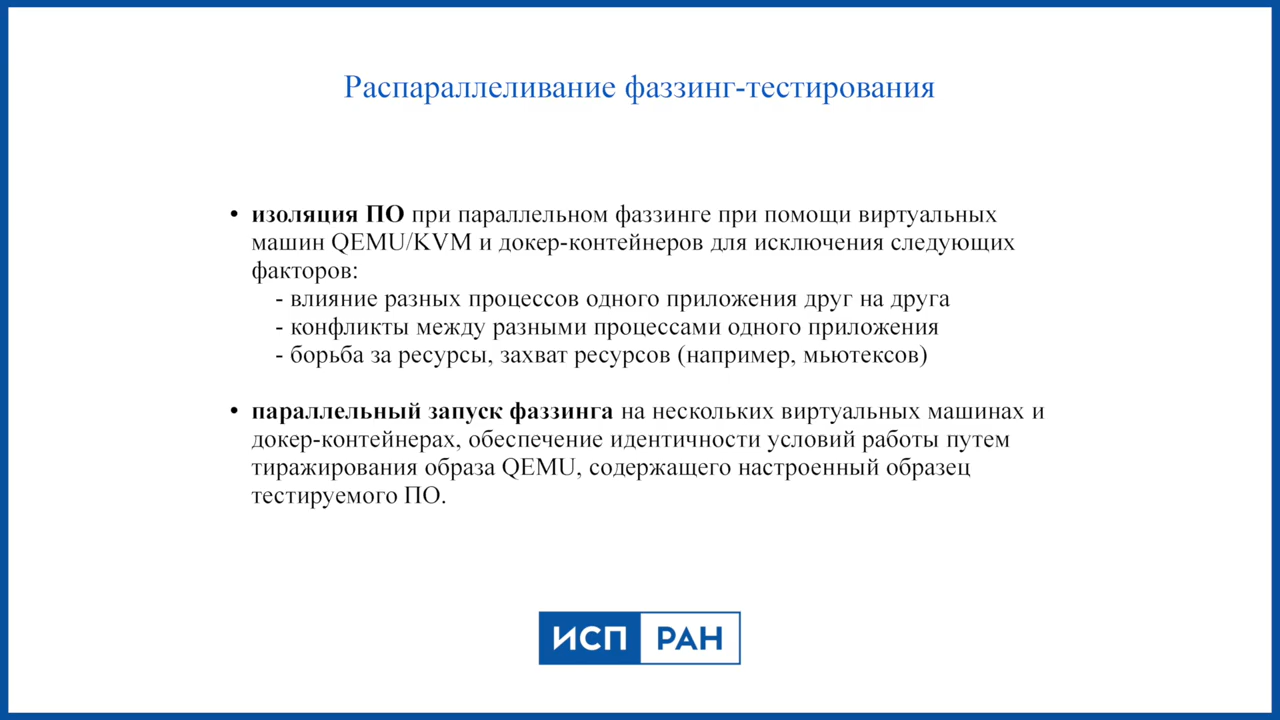 Распараллеливание фаззинг-тестирования
• изоляция ПО при параллельном фаззинге при помощи виртуальных
машин QEMU/KVM и докер-контейнеров для исключения следующих
факторов:
- влияние разных процессов одного приложения друг на друга
- конфликты между разными процессами одного приложения
- борьба за ресурсы, захват ресурсов (например, мьютексов)
• параллельный запуск фаззинга на нескольких виртуальных машинах и
докер-контейнерах, обеспечение идентичности условий работы путем
тиражирования образа QEMU, содержащего настроенный образец
тестируемого ПО.
ИСП РАН